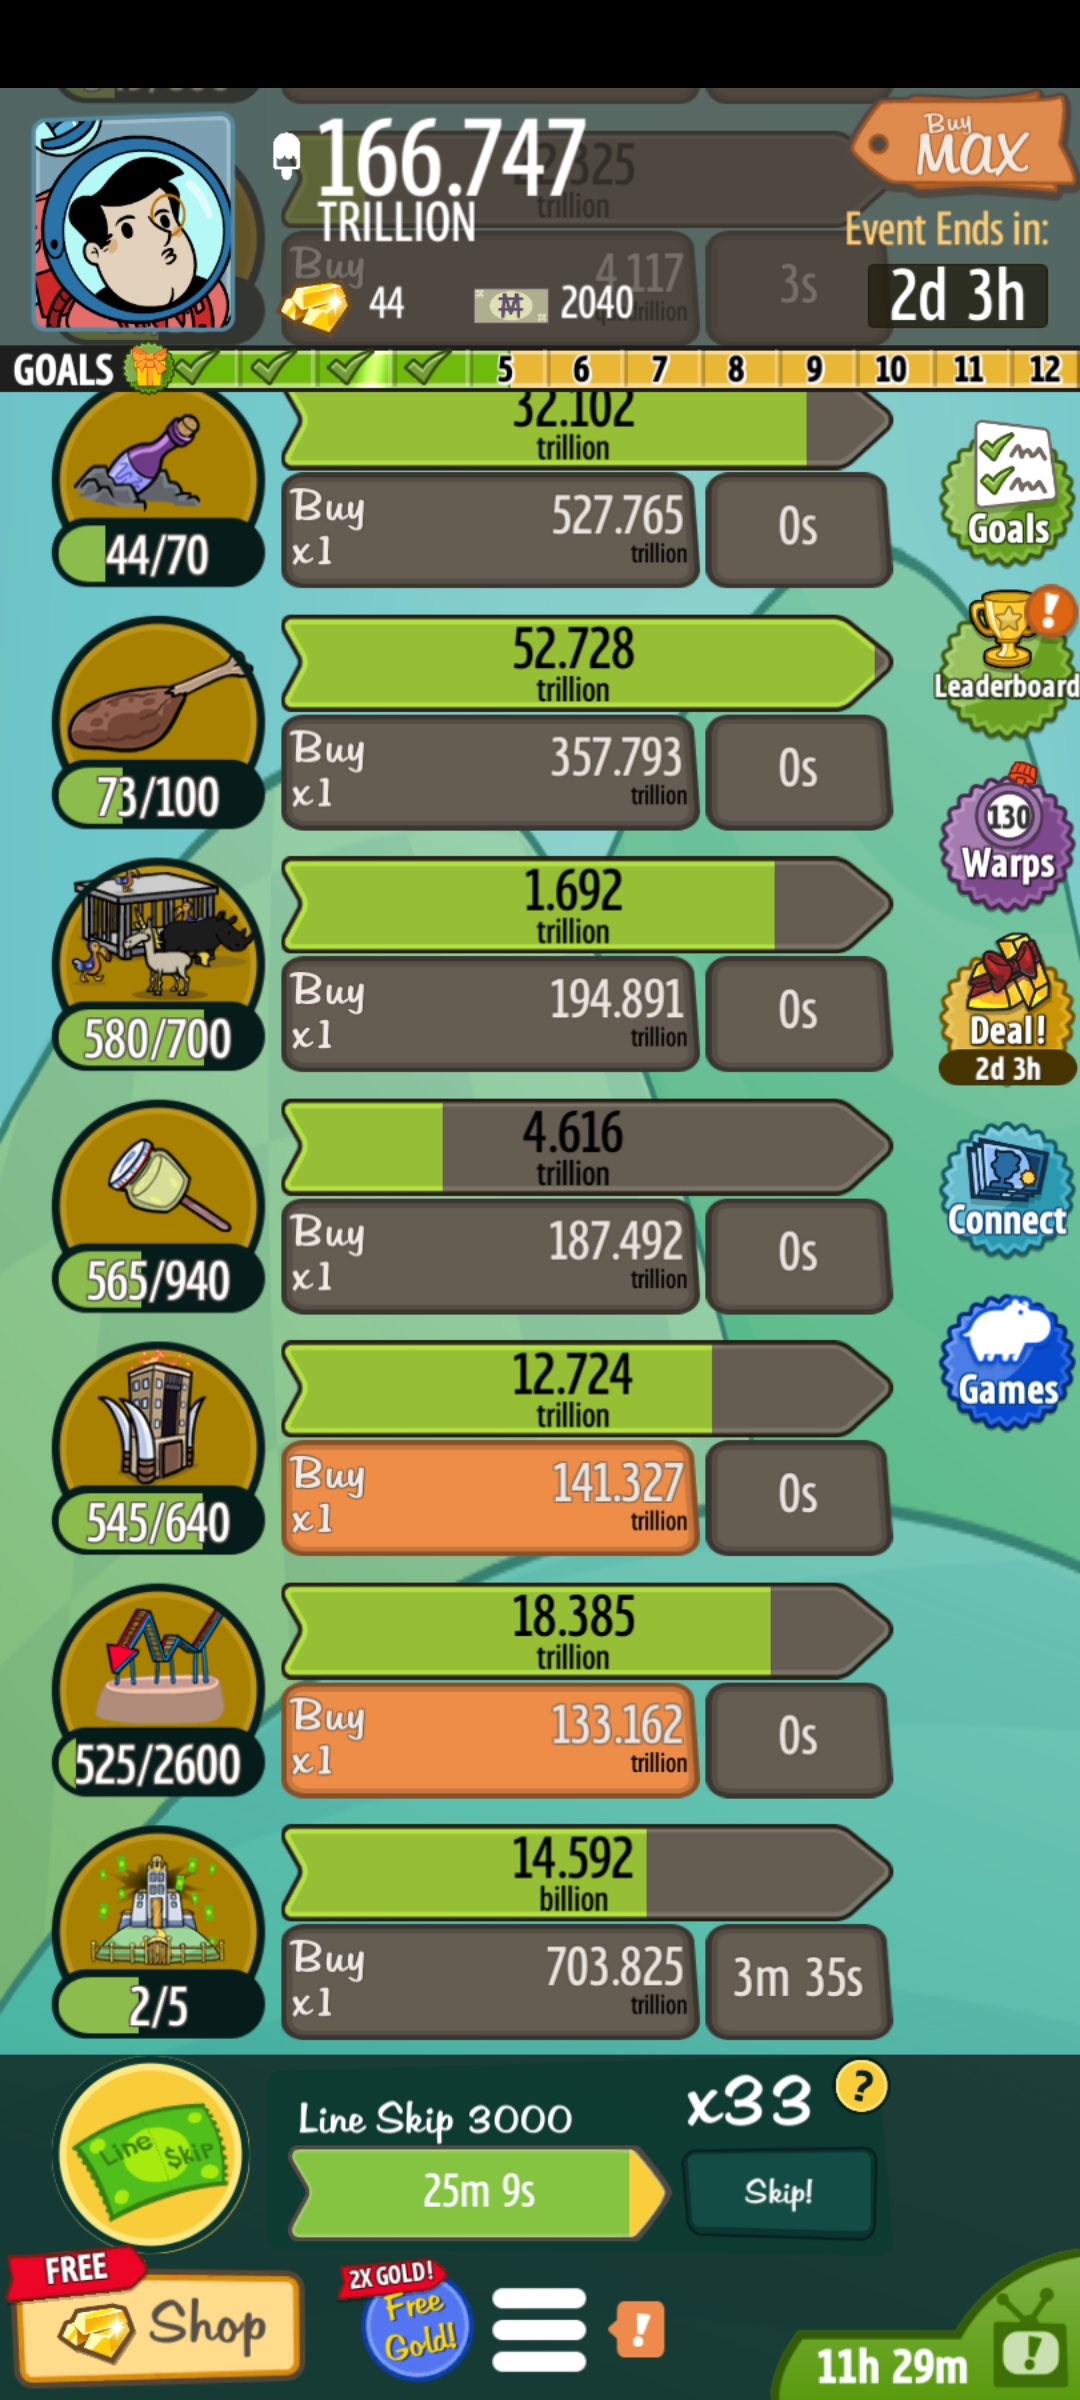 166.747
TRILLION
44
2040
Buy
MAX
Event Ends in:
2d 3h
trillion
Buy
4.117
3s
GOALS
5 6 7 8 9 10 11 12
32.102
trillion
Buy
x1
527.765
trillion
0s
44/70
Goals
52.728
trillion
Buy
x1
357.793
trillion
0s
73/100
Leaderboard
1.692
trillion
Buy
x1
194.891
trillion
0s
580/700
130
Warps
Deal!
2d 3h
4.616
trillion
Buy
x1
187.492
trillion
0s
565/940
Connect
12.724
trillion
Buy
x1
141.327
trillion
0s
545/640
Games
18.385
trillion
Buy
x1
133.162
trillion
0s
525/2600
14.592
billion
Buy
x1
703.825
trillion
3m 35s
2/5
Line $kip
Line Skip 3000
25m 9s
x33
?
Skip!
FREE
Shop
2X GOLD!
Free
Gold!
!
11h 29m
!